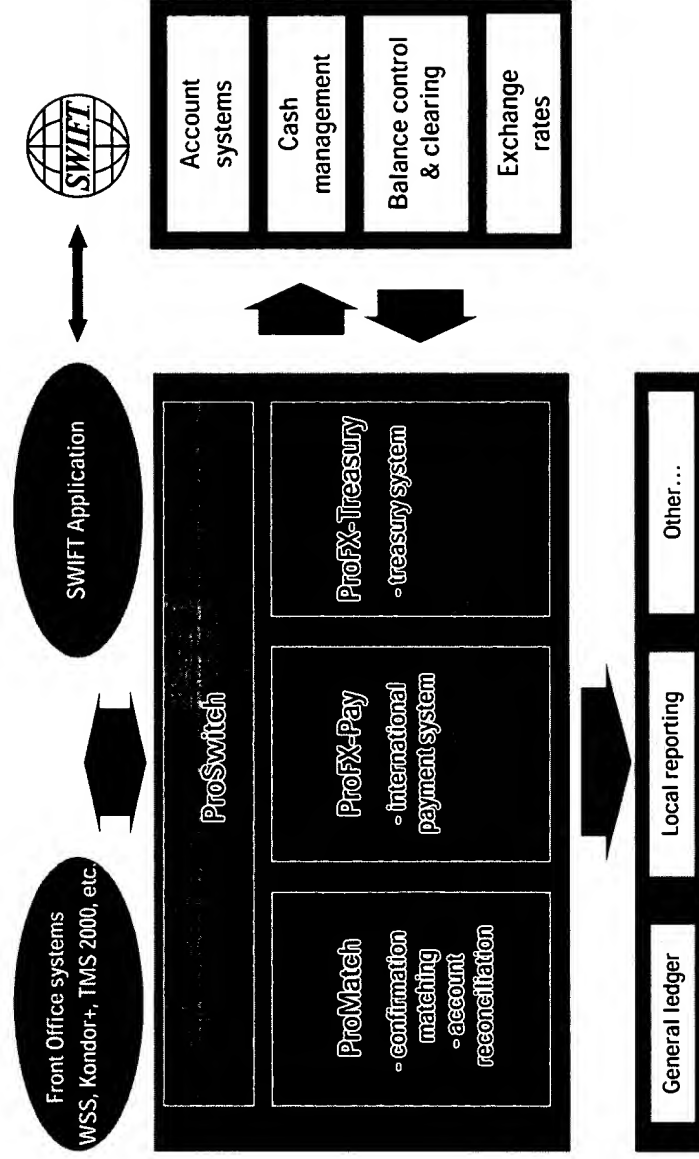 Front Office systems
WSS, Kondor+, TMS 2000, etc.
SWIFT Application
S.W.I.F.T.
ProSwitch
ProMatch
- confirmation
matching
- account
reconciliation
ProFX-Pay
- international
payment system
ProFX-Treasury
- treasury system
Account
systems
Cash
management
Balance control
& clearing
Exchange
rates
General ledger
Local reporting
Other...